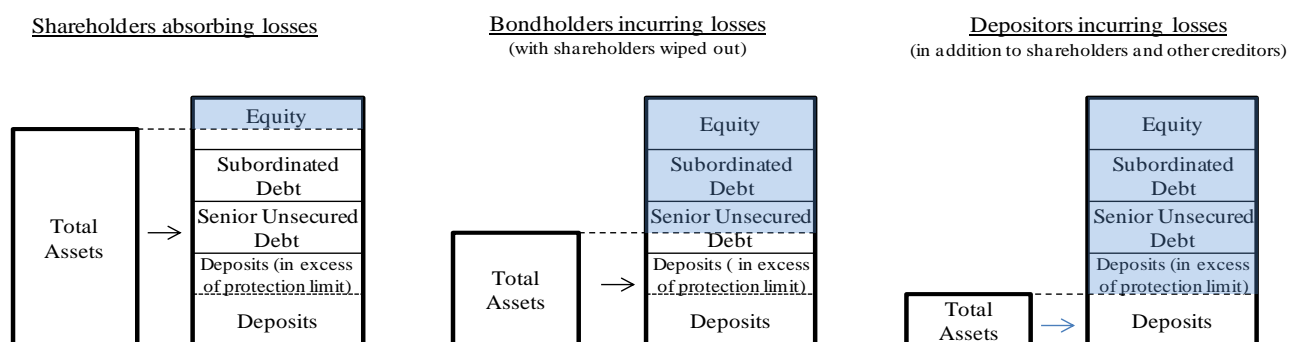 Shareholders absorbing losses
Equity
Subordinated
Debt
Senior Unsecured
Debt
Deposits (in excess
of protection limit)
Deposits
Total
Assets
Bondholders incurring losses
(with shareholders wiped out)
Equity
Subordinated
Debt
Senior Unsecured
Debt
Deposits ( in excess
of protection limit)
Deposits
Total
Assets
Depositors incurring losses
(in addition to shareholders and other creditors)
Equity
Subordinated
Debt
Senior Unsecured
Debt
Deposits (in excess
of protection limit)
Deposits
Total
Assets